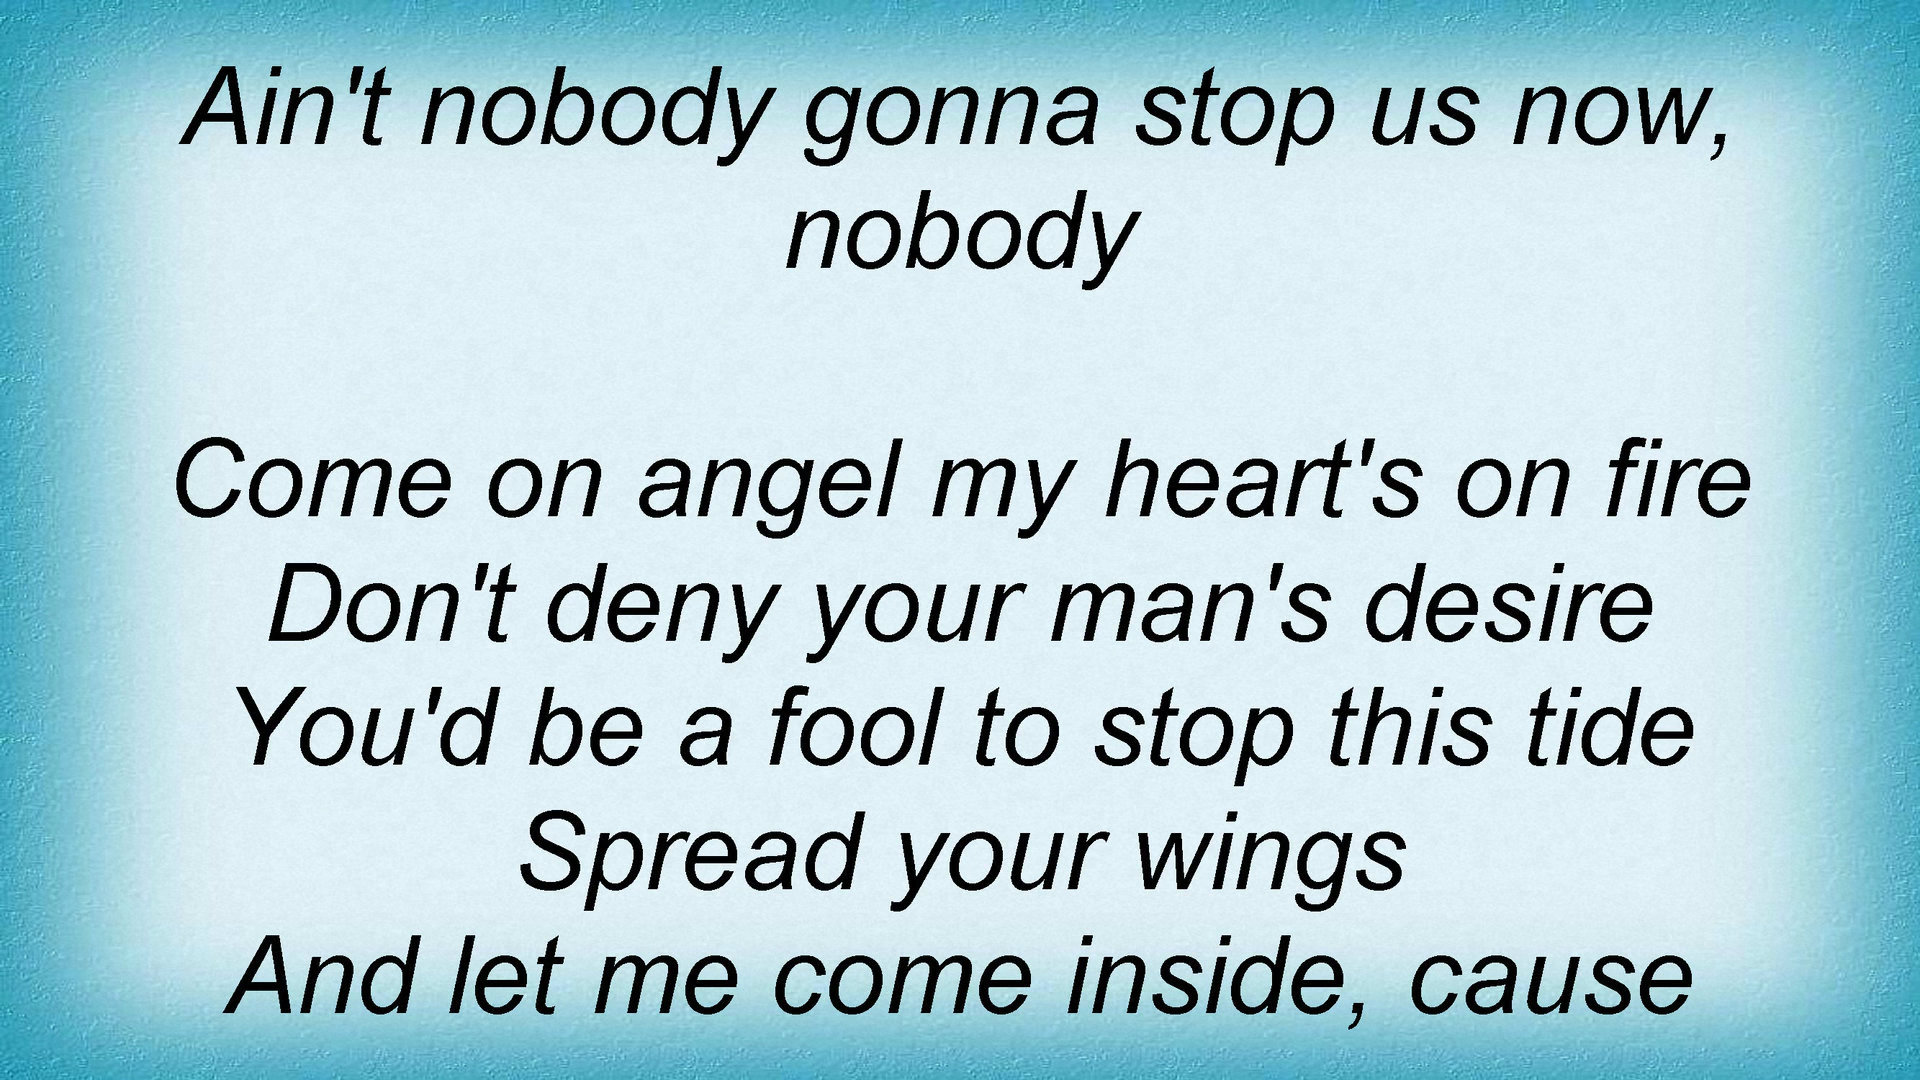 Ain't nobody gonna stop us now,
nobody
Come on angel my heart's on fire
Don't deny your man's desire
You'd be a fool to stop this tide
Spread your wings
And let me come inside, cause